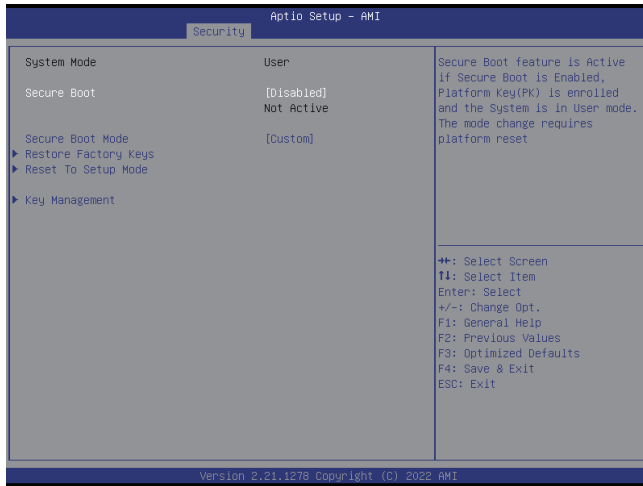 Aptio Setup - AMI
Security
System Mode User
Secure Boot [Disabled]
Not Active
Secure Boot Mode [Custom]
Restore Factory Keys
Reset To Setup Mode
Key Management
Secure Boot feature is Active
if Secure Boot is Enabled,
Platform Key(PK) is enrolled
and the System is in User mode.
The mode change requires
platform reset
→←: Select Screen
↑↓: Select Item
Enter: Select
+/-: Change Opt.
F1: General Help
F2: Previous Values
F3: Optimized Defaults
F4: Save & Exit
ESC: Exit
Version 2.21.1278 Copyright (C) 2022 AMI